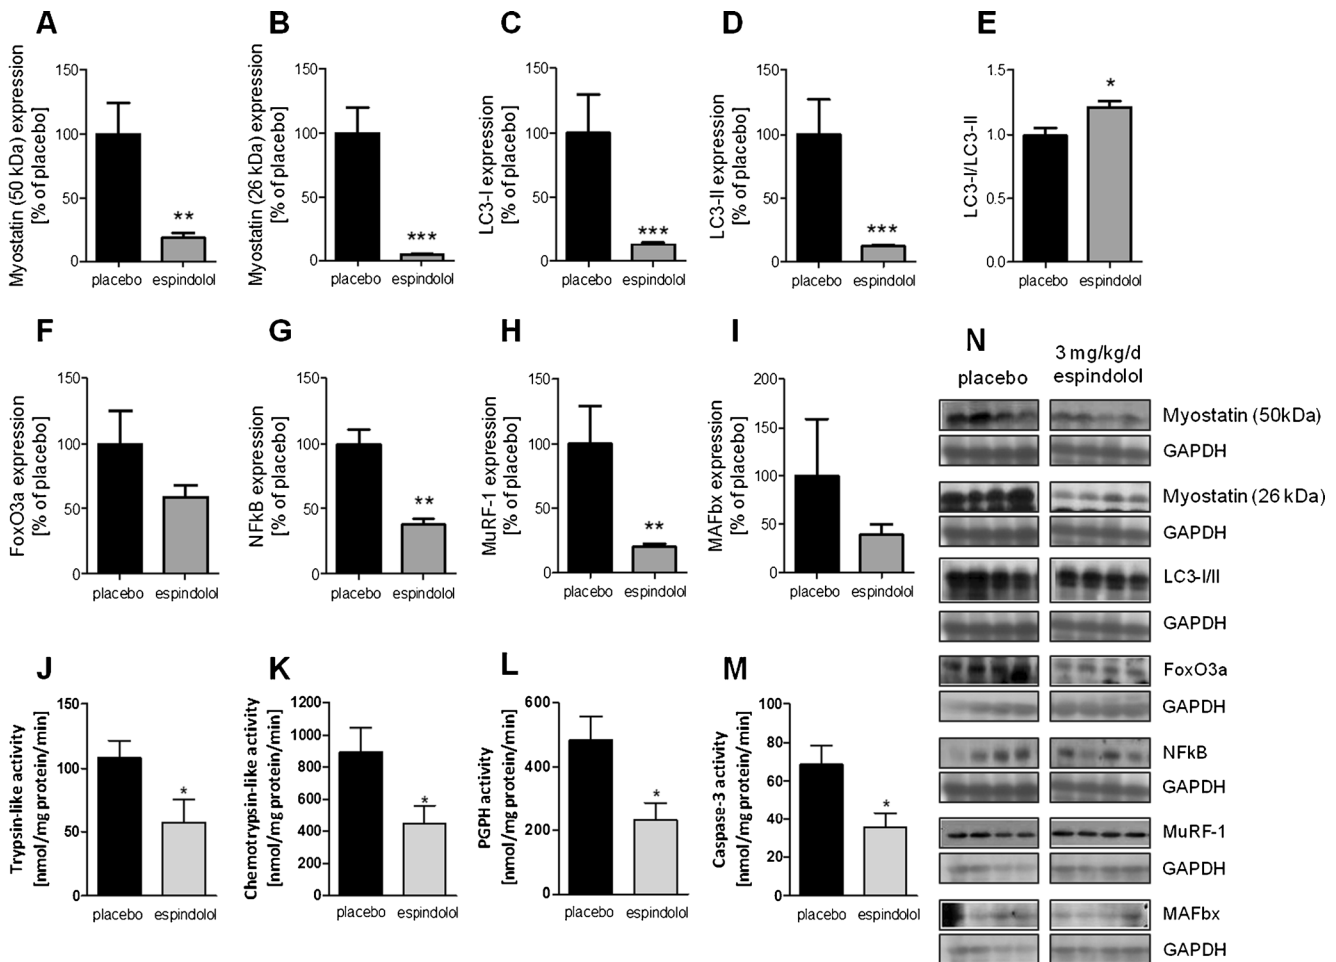 A
Myostatin (50 kDa) expression
[% of placebo]
150
100
50
0
**
placebo
espindolol
B
Myostatin (26 kDa) expression
[% of placebo]
150
100
50
0
***
placebo
espindolol
C
LC3-I expression
[% of placebo]
150
100
50
0
***
placebo
espindolol
D
LC3-II expression
[% of placebo]
150
100
50
0
***
placebo
espindolol
E
LC3-I/LC3-II
1.5
1.0
0.5
0.0
*
placebo
espindolol
F
FoxO3a expression
[% of placebo]
150
100
50
0
placebo
espindolol
G
NFkB expression
[% of placebo]
150
100
50
0
**
placebo
espindolol
H
MuRF-1 expression
[% of placebo]
150
100
50
0
**
placebo
espindolol
I
MAFbx expression
[% of placebo]
200
150
100
50
0
placebo
espindolol
J
Trypsin-like activity
[nmol/mg protein/min]
150
100
50
0
*
placebo
espindolol
K
Chemotrypsin-like activity
[nmol/mg protein/min]
1200
1000
800
600
400
200
0
*
placebo
espindolol
L
PGPH activity
[nmol/mg protein/min]
600
400
200
0
*
placebo
espindolol
M
Caspase-3 activity
[nmol/mg protein/min]
100
80
60
40
20
0
*
placebo
espindolol
N
placebo
3 mg/kg/d
espindolol
Myostatin (50kDa)
GAPDH
Myostatin (26 kDa)
GAPDH
LC3-I/II
GAPDH
FoxO3a
GAPDH
NFkB
GAPDH
MuRF-1
GAPDH
MAFbx
GAPDH